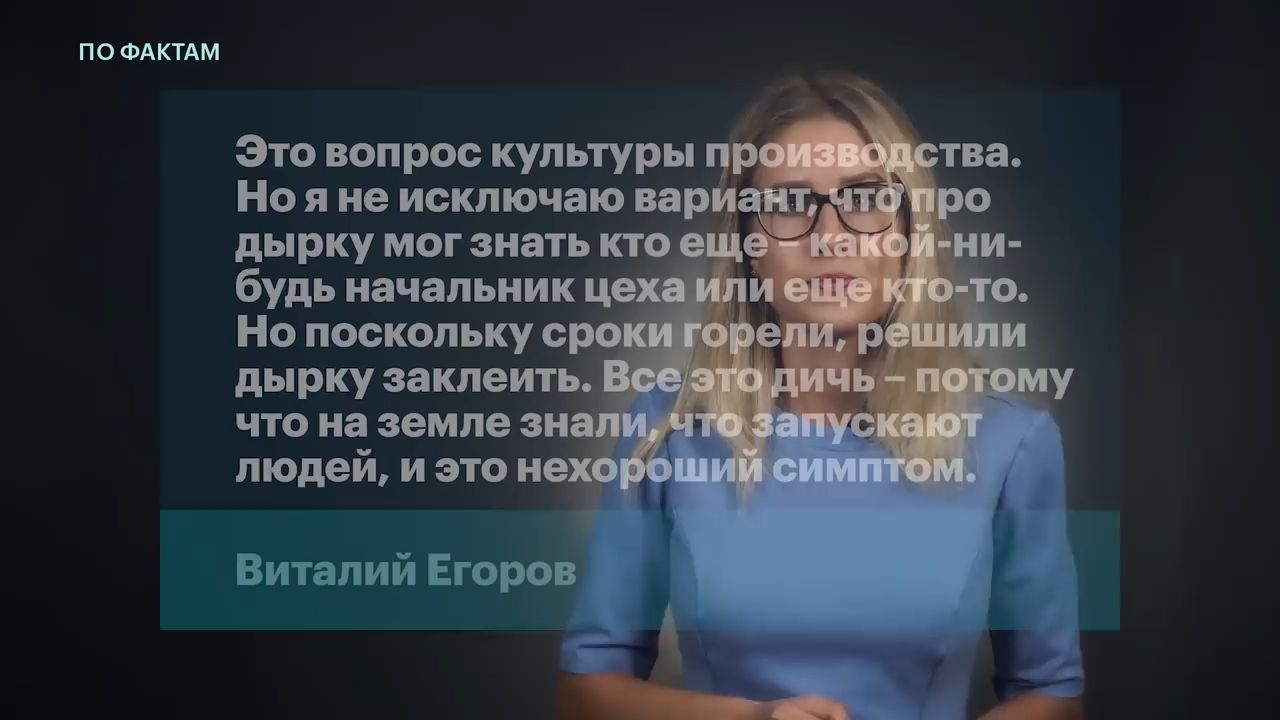 ПО ФАКТАМ
Это вопрос культуры производства.
Но я не исключаю вариант, что про
дырку мог знать кто еще – какой-ни-
будь начальник цеха или еще кто-то.
Но поскольку сроки горели, решили
дырку заклеить. Все это дичь – потому
что на земле знали, что запускают
людей, и это нехороший симптом.
Виталий Егоров